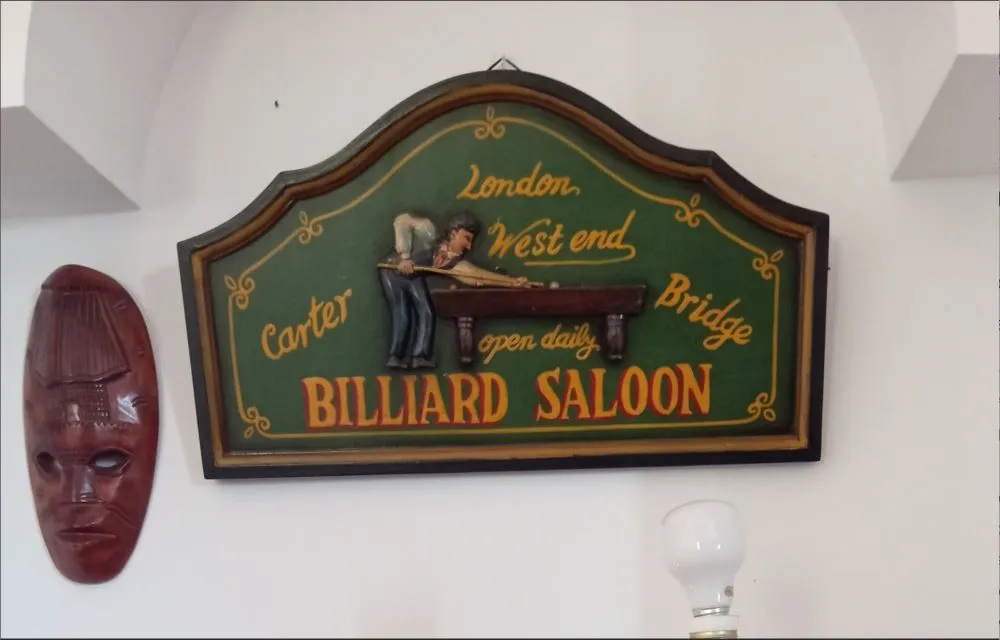 London
West end
Carter Bridge
open daily
BILLIARD SALOON